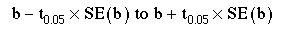 b − t₀.₀₅ × SE(b) to b + t₀.₀₅ × SE(b)